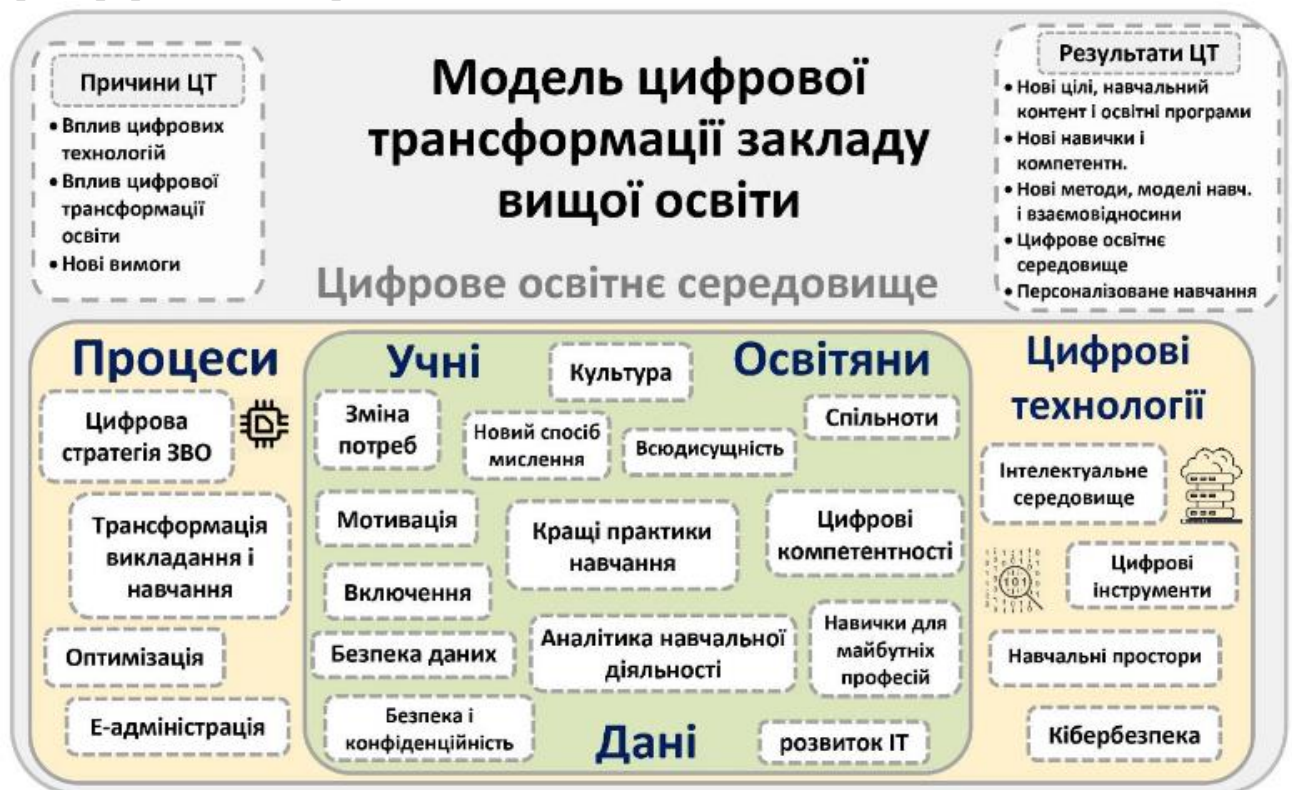 Причини ЦТ
• Вплив цифрових
технологій
• Вплив цифрової
трансформації
освіти
• Нові вимоги
Модель цифрової
трансформації закладу
вищої освіти
Цифрове освітнє середовище
Результати ЦТ
• Нові цілі, навчальний
контент і освітні програми
• Нові навички і
компетентн.
• Нові методи, моделі навч.
і взаємовідносини
• Цифрове освітнє
середовище
• Персоналізоване навчання
Процеси
Цифрова
стратегія ЗВО
Трансформація
викладання і
навчання
Оптимізація
Е-адміністрація
Учні
Культура
Освітяни
Зміна
потреб
Новий спосіб
мислення
Всюдисущність
Спільноти
Мотивація
Кращі практики
навчання
Цифрові
компетентності
Включення
Безпека даних
Аналітика навчальної
діяльності
Навички для
майбутніх
професій
Безпека і
конфіденційність
Дані
розвиток ІТ
Цифрові
технології
Інтелектуальне
середовище
101
Цифрові
інструменти
Навчальні простори
Кібербезпека